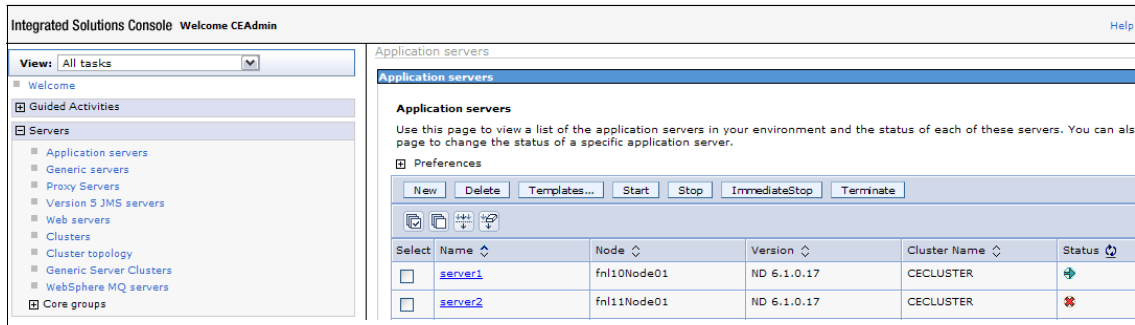 Integrated Solutions Console Welcome CEAdmin
Help
View: All tasks
Welcome
Guided Activities
Servers
Application servers
Generic servers
Proxy Servers
Version 5 JMS servers
Web servers
Clusters
Cluster topology
Generic Server Clusters
WebSphere MQ servers
Core groups
Application servers
Application servers
Application servers
Use this page to view a list of the application servers in your environment and the status of each of these servers. You can als
page to change the status of a specific application server.
Preferences
New Delete Templates... Start Stop ImmediateStop Terminate
Select Name Node Version Cluster Name Status
server1 fnl10Node01 ND 6.1.0.17 CECLUSTER
server2 fnl11Node01 ND 6.1.0.17 CECLUSTER